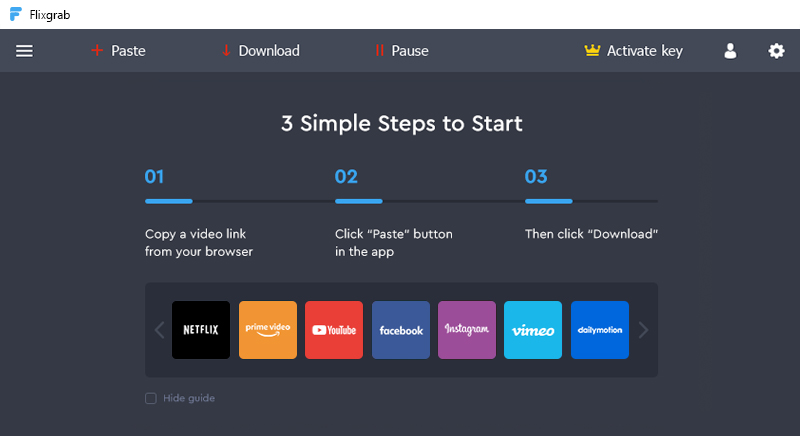 Flixgrab
Paste
Download
Pause
Activate key
3 Simple Steps to Start
01
02
03
Copy a video link
from your browser
Click “Paste” button
in the app
Then click “Download”
NETFLIX
prime video
YouTube
facebook
Instagram
vimeo
dailymotion
Hide guide